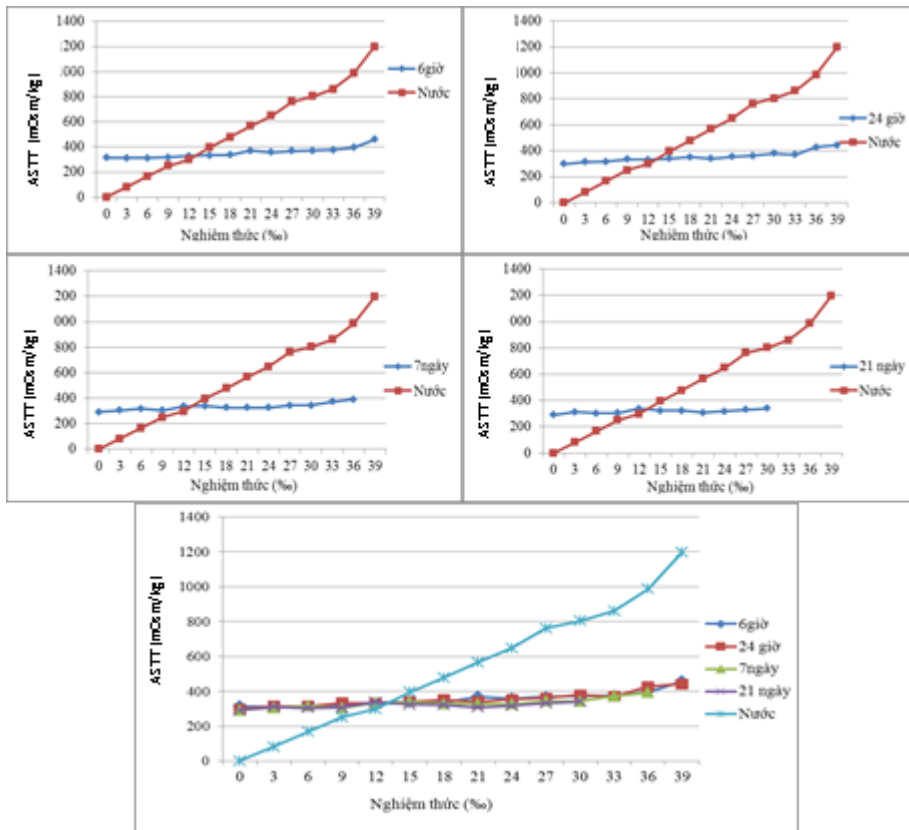 1400
1200
1000
800
600
400
200
0
ASTT (mOsm/kg)
0 3 6 9 12 15 18 21 24 27 30 33 36 39
Nghiệm thức (‰)
6giờ
Nước
1400
1200
1000
800
600
400
200
0
ASTT (mOsm/kg)
0 3 6 9 12 15 18 21 24 27 30 33 36 39
Nghiệm thức (‰)
24 giờ
Nước
1400
200
000
800
600
400
200
0
ASTT (mOsm/kg)
0 3 6 9 12 15 18 21 24 27 30 33 36 39
Nghiệm thức (‰)
7ngày
Nước
1400
200
000
800
600
400
200
0
ASTT (mOsm/kg)
0 3 6 9 12 15 18 21 24 27 30 33 36 39
Nghiệm thức (‰)
21 ngày
Nước
1400
1200
1000
800
600
400
200
0
ASTT (mOsm/kg)
0 3 6 9 12 15 18 21 24 27 30 33 36 39
Nghiệm thức (‰)
6giờ
24 giờ
7ngày
21 ngày
Nước